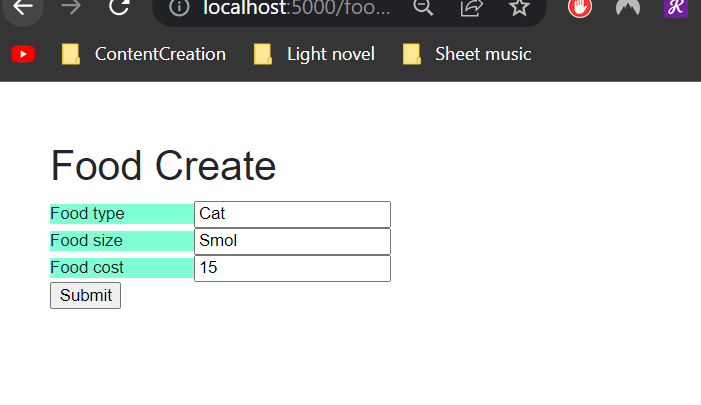 localhost:5000/foo...
ContentCreation
Light novel
Sheet music
Food Create
Food type Cat
Food size Smol
Food cost 15
Submit